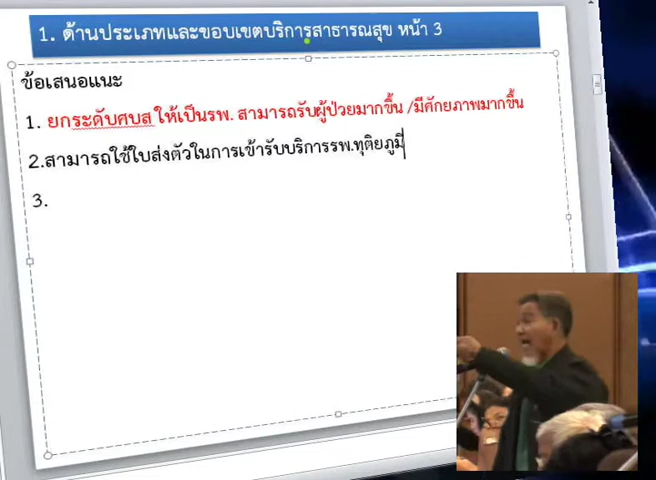 1. ด้านประเภทและขอบเขตบริการสาธารณสุข หน้า 3
ข้อเสนอแนะ
1. ยกระดับศบส ให้เป็นรพ. สามารถรับผู้ป่วยมากขึ้น /มีศักยภาพมากขึ้น
2.สามารถใช้ใบส่งตัวในการเข้ารับบริการรพ.ทุติยภูมิ
3.